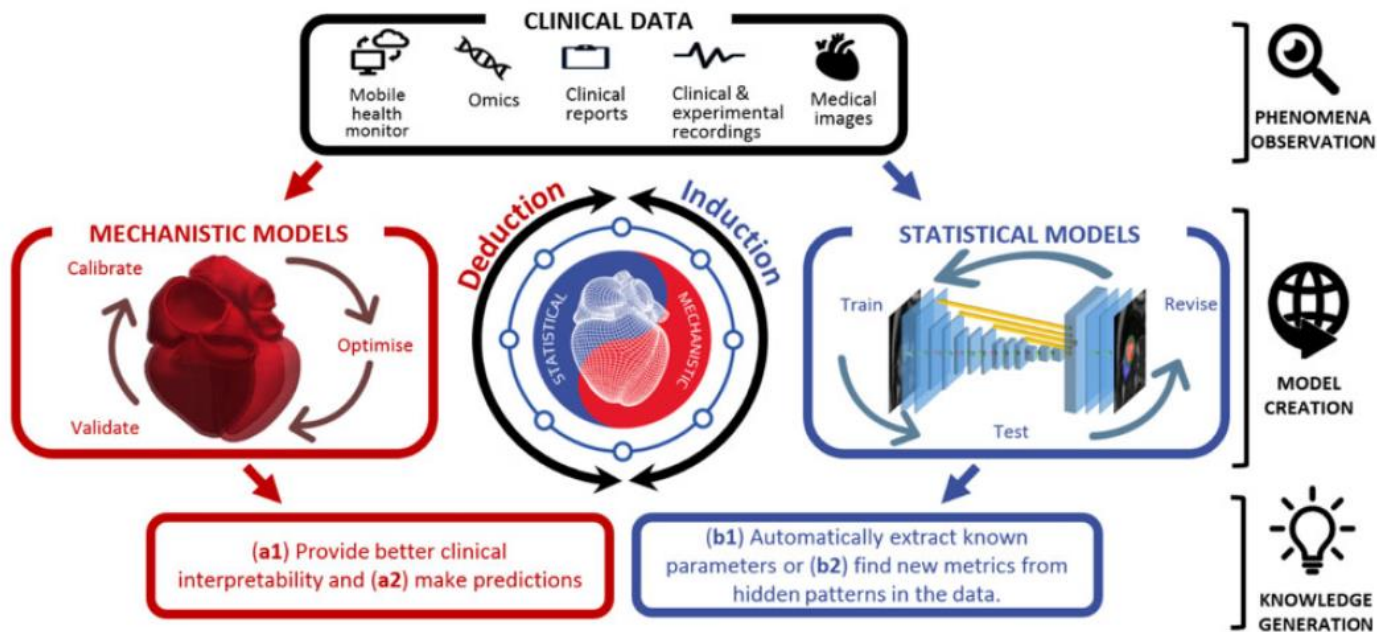 CLINICAL DATA
Mobile
health
monitor
Omics
Clinical
reports
Clinical &
experimental
recordings
Medical
images
PHENOMENA
OBSERVATION
MECHANISTIC MODELS
Calibrate
Optimise
Validate
Deduction
Induction
STATISTICAL
MECHANISTIC
STATISTICAL MODELS
Train
Revise
Test
MODEL
CREATION
(a1) Provide better clinical
interpretability and (a2) make predictions
(b1) Automatically extract known
parameters or (b2) find new metrics from
hidden patterns in the data.
KNOWLEDGE
GENERATION